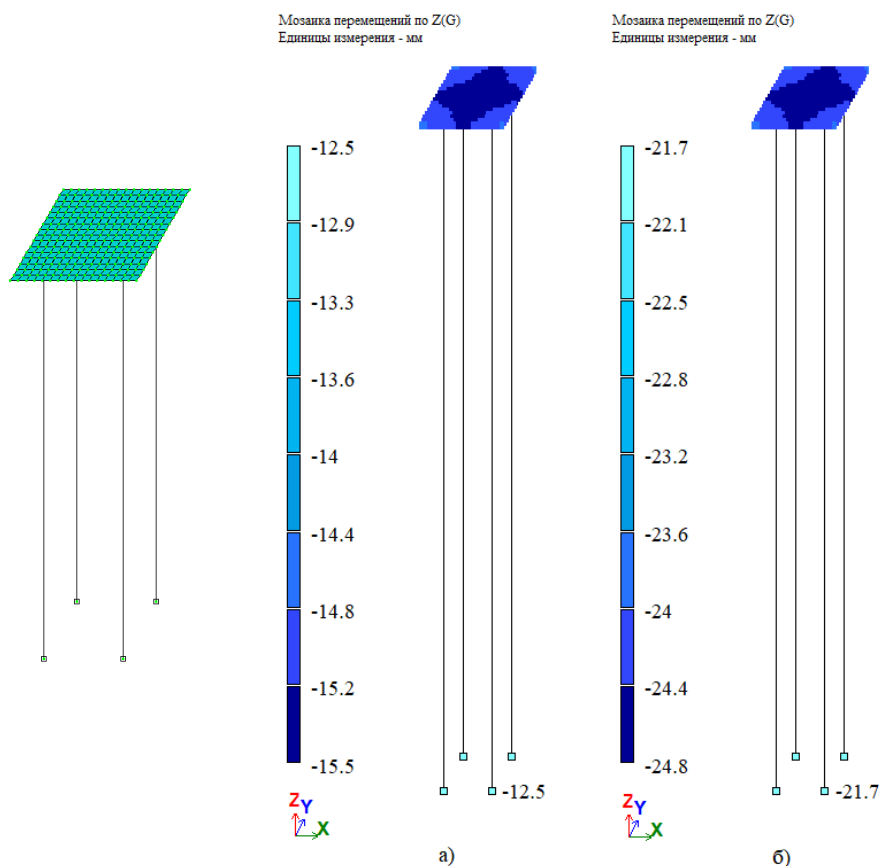 Мозаика перемещений по Z(G)
Единицы измерения - мм
-12.5
-12.9
-13.3
-13.6
-14
-14.4
-14.8
-15.2
-15.5
-12.5
Z
Y
X
а)
Мозаика перемещений по Z(G)
Единицы измерения - мм
-21.7
-22.1
-22.5
-22.8
-23.2
-23.6
-24
-24.4
-24.8
-21.7
Z
Y
X
б)